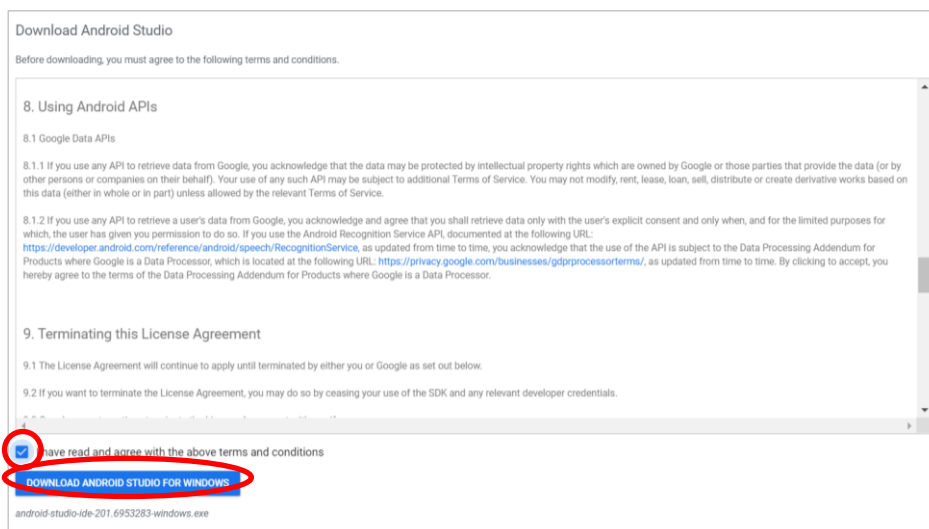 Download Android Studio
Before downloading, you must agree to the following terms and conditions.
8. Using Android APIs
8.1 Google Data APIs
8.1.1 If you use any API to retrieve data from Google, you acknowledge that the data may be protected by intellectual property rights which are owned by Google or those parties that provide the data (or by
other persons or companies on their behalf). Your use of any such API may be subject to additional Terms of Service. You may not modify, rent, lease, loan, sell, distribute or create derivative works based on
this data (either in whole or in part) unless allowed by the relevant Terms of Service.
8.1.2 If you use any API to retrieve a user's data from Google, you acknowledge and agree that you shall retrieve data only with the user's explicit consent and only when, and for the limited purposes for
which, the user has given you permission to do so. If you use the Android Recognition Service API, documented at the following URL:
https://developer.android.com/reference/android/speech/RecognitionService, as updated from time to time, you acknowledge that the use of the API is subject to the Data Processing Addendum for
Products where Google is a Data Processor, which is located at the following URL: https://privacy.google.com/businesses/gdprprocessorterms/, as updated from time to time. By clicking to accept, you
hereby agree to the terms of the Data Processing Addendum for Products where Google is a Data Processor.
9. Terminating this License Agreement
9.1 The License Agreement will continue to apply until terminated by either you or Google as set out below.
9.2 If you want to terminate the License Agreement, you may do so by ceasing your use of the SDK and any relevant developer credentials.
I have read and agree with the above terms and conditions
DOWNLOAD ANDROID STUDIO FOR WINDOWS
android-studio-ide-201.6953283-windows.exe